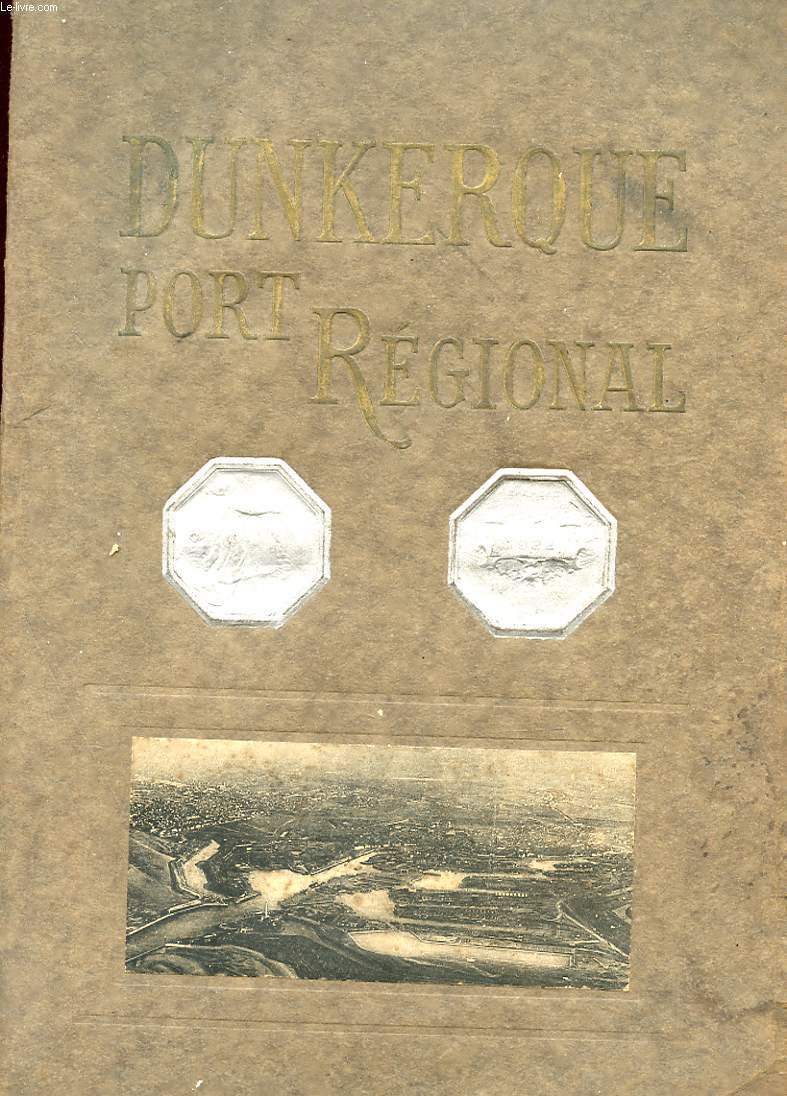 Le-livre.com
DUNKERQUE
PORT
RÉGIONAL